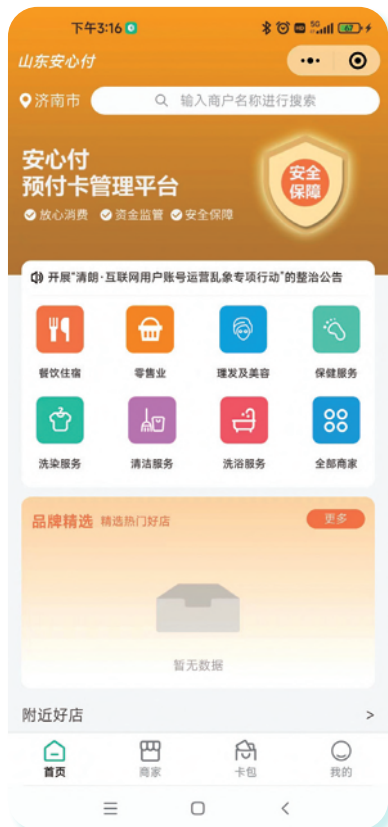 下午3:16
5G
67
山东安心付
济南市
输入商户名称进行搜索
安心付
预付卡管理平台
放心消费 资金监管 安全保障
安全
保障
开展"清朗·互联网用户账号运营乱象专项行动"的整治公告
餐饮住宿 零售业 理发及美容 保健服务
洗染服务 清洁服务 洗浴服务 全部商家
品牌精选 精选热门好店 更多
暂无数据
附近好店 >
首页 商家 卡包 我的